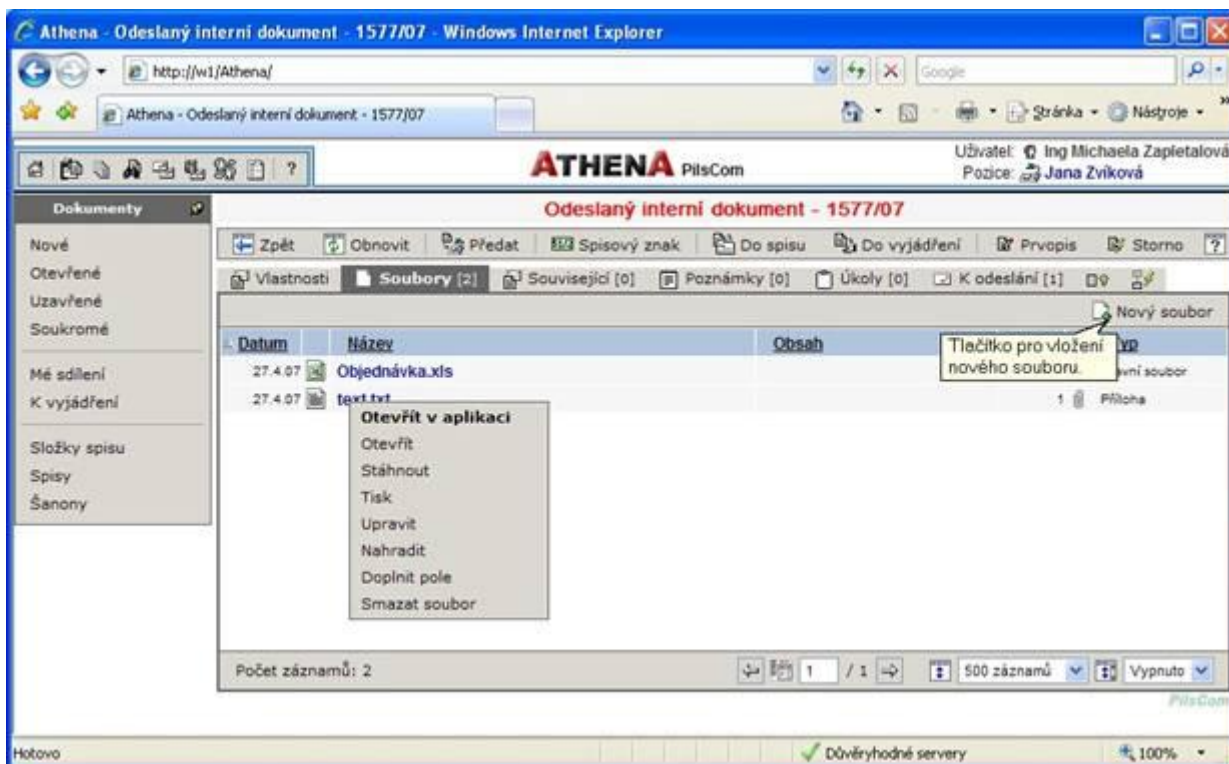 Athena - Odeslaný interní dokument - 1577/07 - Windows Internet Explorer
http://w1/Athena/
Google
Athena - Odeslaný interní dokument - 1577/07
Stránka
Nástroje
ATHENA PilsCom
Uživatel: Ing Michaela Zapletalová
Pozice: Jana Zvíková
Dokumenty
Odeslaný interní dokument - 1577/07
Nové
Otevřené
Uzavřené
Soukromé
Mé sdílení
K vyjádření
Složky spisu
Spisy
Šanony
Zpět Obnovit Předat Spisový znak Do spisu Do vyjádření Prvopis Storno ?
Vlastnosti Soubory [2] Související [0] Poznámky [0] Úkoly [0] K odeslání [1]
Nový soubor
Datum Název Obsah
Tlačítko pro vložení
nového souboru.
27.4.07 Objednávka.xls soubor
27.4.07 text.txt 1 Příloha
Otevřít v aplikaci
Otevřít
Stáhnout
Tisk
Upravit
Nahradit
Doplnit pole
Smazat soubor
Počet záznamů: 2 1 / 1 500 záznamů Vypnuto
PilsCom
Hotovo Důvěryhodné servery 100%